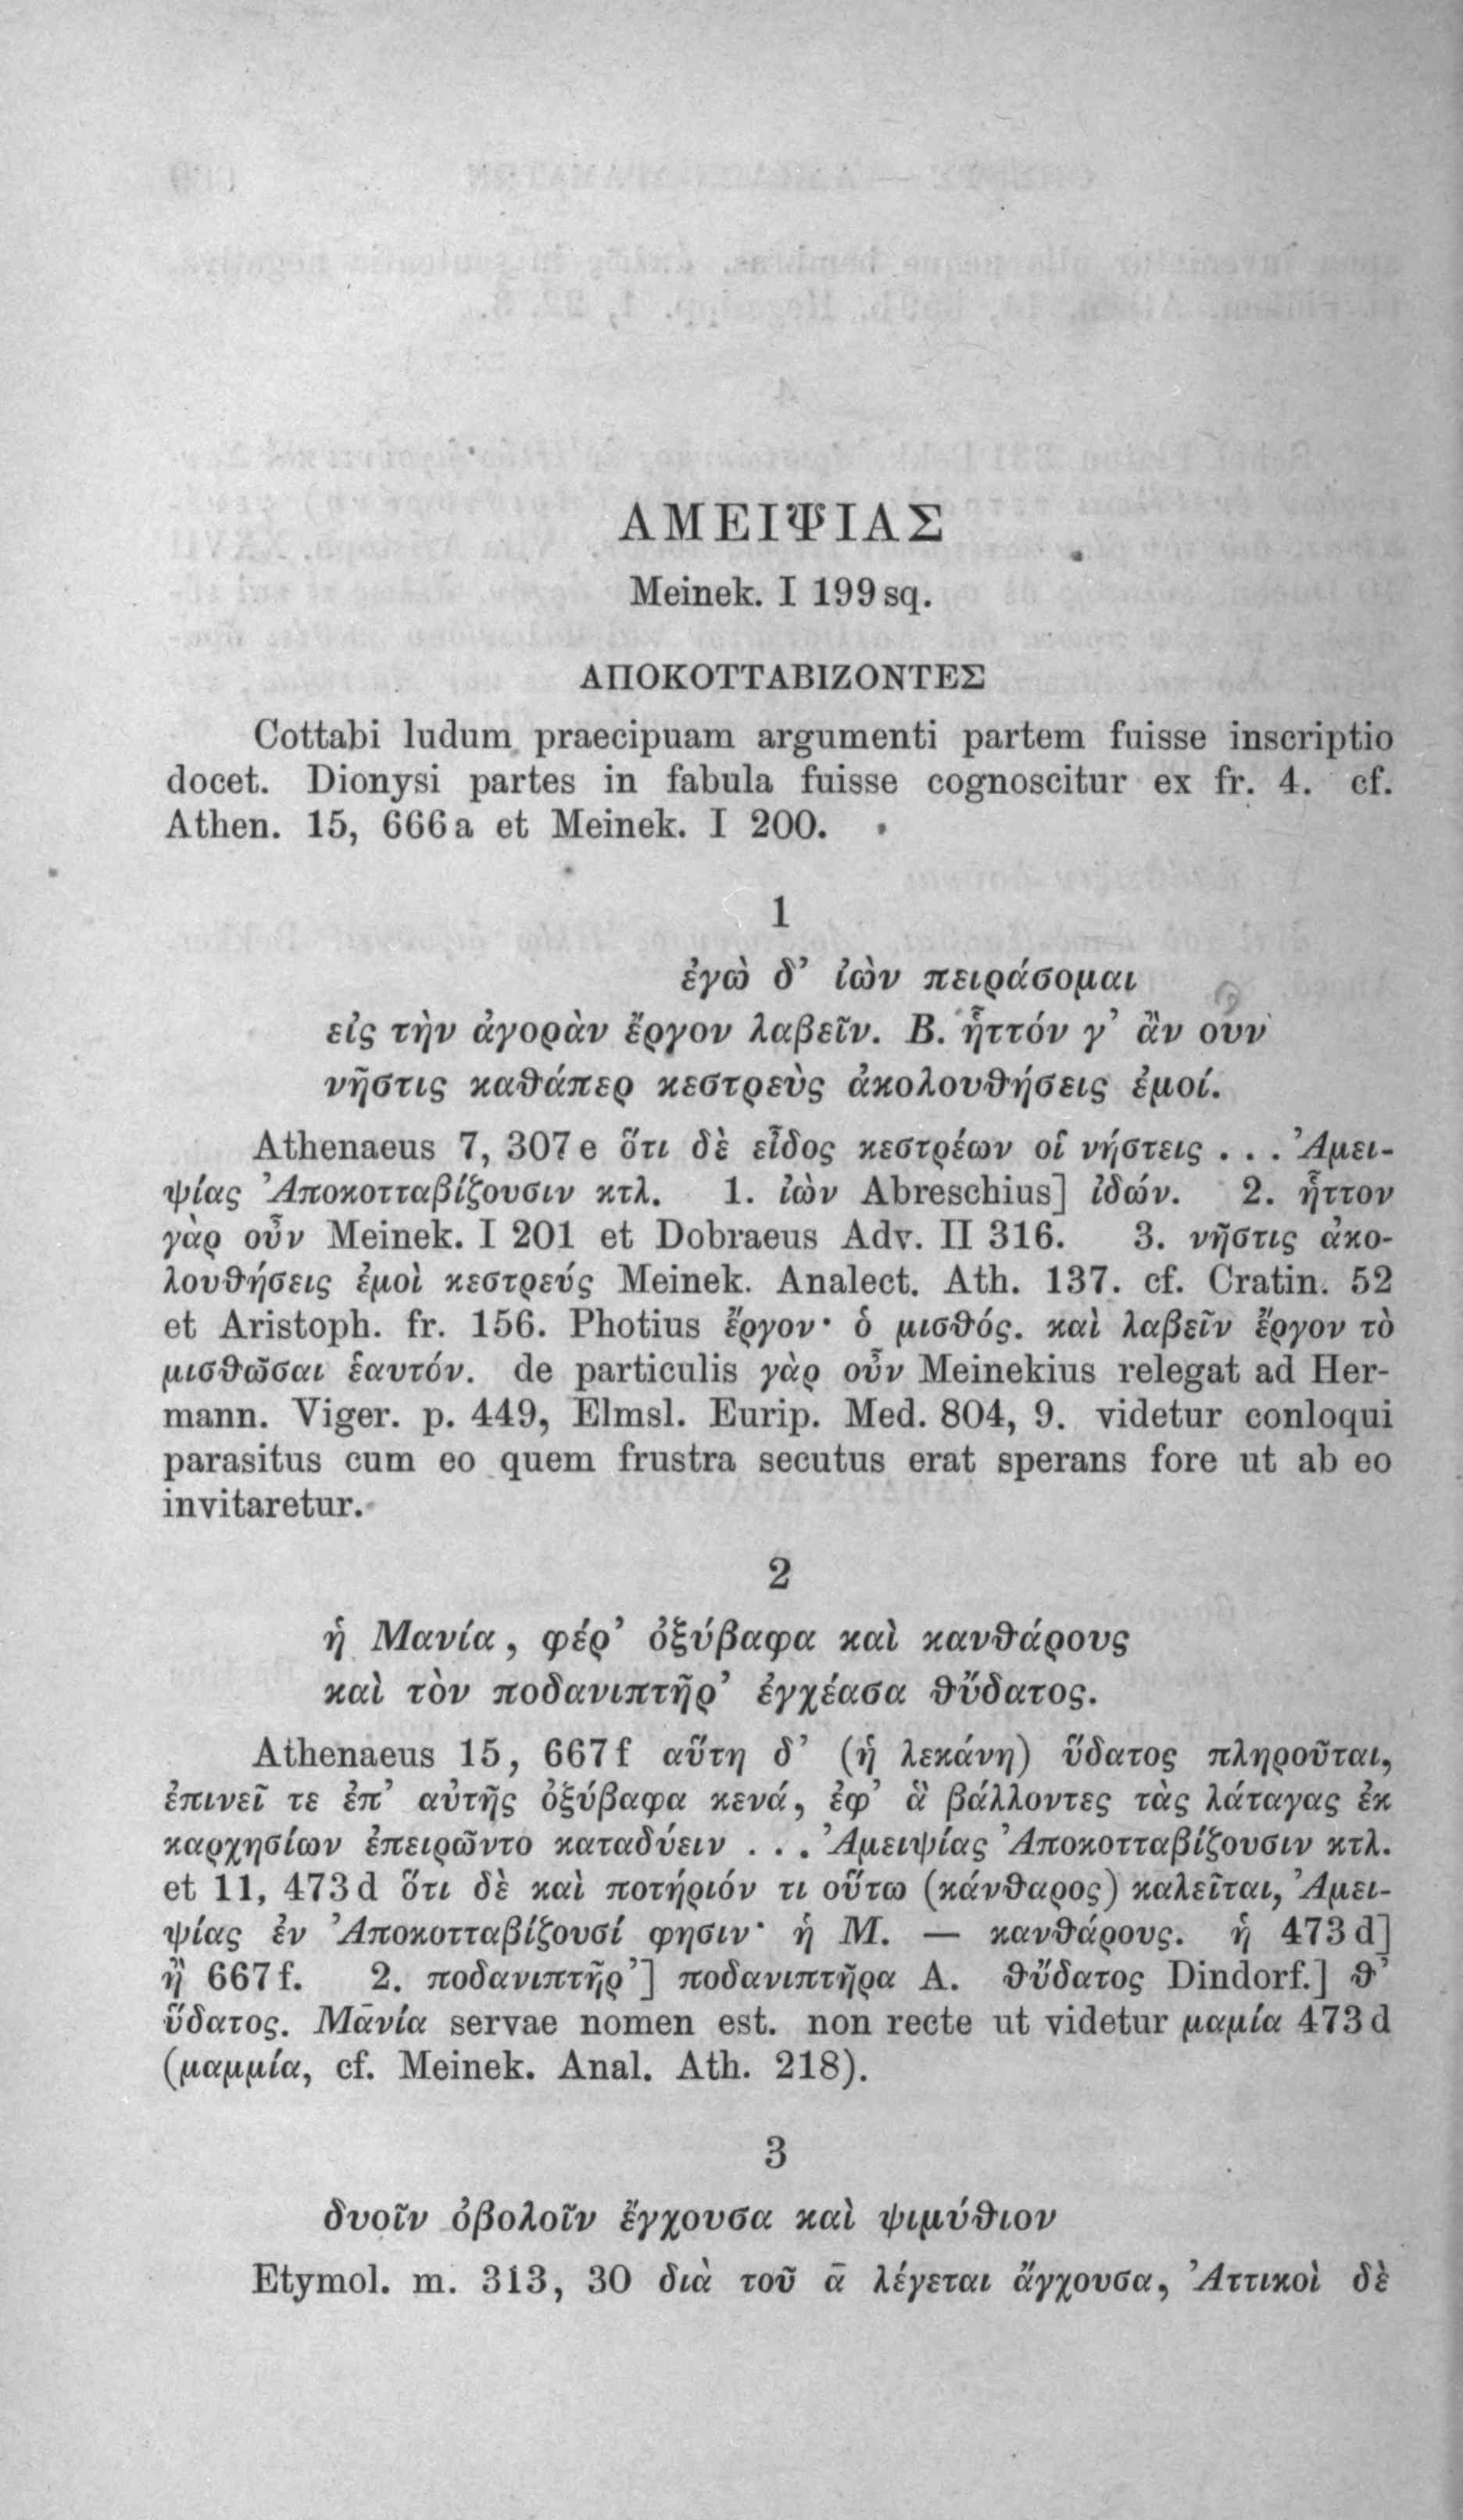 ΑΜΕΙΨΙΑΣ
Meinek. I 199 sq.
ΑΠΟΚΟΤΤΑΒΙΖΟΝΤΕΣ
Cottabi ludum praecipuam argumenti partem fuisse inscriptio
docet. Dionysi partes in fabula fuisse cognoscitur ex fr. 4. cf.
Athen. 15, 666 a et Meinek. I 200.
1
ἐγὼ δ’ ἰὼν πειράσομαι
εἰς τὴν ἀγορὰν ἔργον λαβεῖν. Β. ἧττόν γ’ ἂν οὖν
νῆστις καθάπερ κεστρεὺς ἀκολουθήσεις ἐμοί.
Athenaeus 7, 307 e ὅτι δὲ εἶδος κεστρέων οἱ νήστεις . . . Ἀμει-
ψίας Ἀποκοτταβίζουσιν κτλ. 1. ἰὼν Abreschius] ἰδών. 2. ἧττον
γὰρ οὖν Meinek. I 201 et Dobraeus Adv. II 316. 3. νῆστις ἀκο-
λουθήσεις ἐμοὶ κεστρεύς Meinek. Analect. Ath. 137. cf. Cratin. 52
et Aristoph. fr. 156. Photius ἔργον· ὁ μισθός. καὶ λαβεῖν ἔργον τὸ
μισθῶσαι ἑαυτόν. de particulis γὰρ οὖν Meinekius relegat ad Her-
mann. Viger. p. 449, Elmsl. Eurip. Med. 804, 9. videtur conloqui
parasitus cum eo quem frustra secutus erat sperans fore ut ab eo
invitaretur.
2
ἡ Μανία, φέρ’ ὀξύβαφα καὶ κανθάρους
καὶ τὸν ποδανιπτῆρ’ ἐγχέασα θὔδατος.
Athenaeus 15, 667 f αὕτη δ’ (ἡ λεκάνη) ὕδατος πληροῦται,
ἐπινεῖ τε ἐπ’ αὐτῆς ὀξύβαφα κενά, ἐφ’ ἃ βάλλοντες τὰς λάταγας ἐκ
καρχησίων ἐπειρῶντο καταδύειν . . . Ἀμειψίας Ἀποκοτταβίζουσιν κτλ.
et 11, 473 d ὅτι δὲ καὶ ποτήριόν τι οὕτω (κάνθαρος) καλεῖται, Ἀμει-
ψίας ἐν Ἀποκοτταβίζουσί φησιν· ἡ Μ. — κανθάρους. ἡ 473 d]
ἢ 667 f. 2. ποδανιπτῆρ’] ποδανιπτῆρα A. θὔδατος Dindorf.] θ’
ὕδατος. Μᾱνία servae nomen est. non recte ut videtur μαμία 473 d
(μαμμία, cf. Meinek. Anal. Ath. 218).
3
δυοῖν ὀβολοῖν ἔγχουσα καὶ ψιμύθιον
Etymol. m. 313, 30 διὰ τοῦ ᾱ λέγεται ἄγχουσα, Ἀττικοὶ δὲ